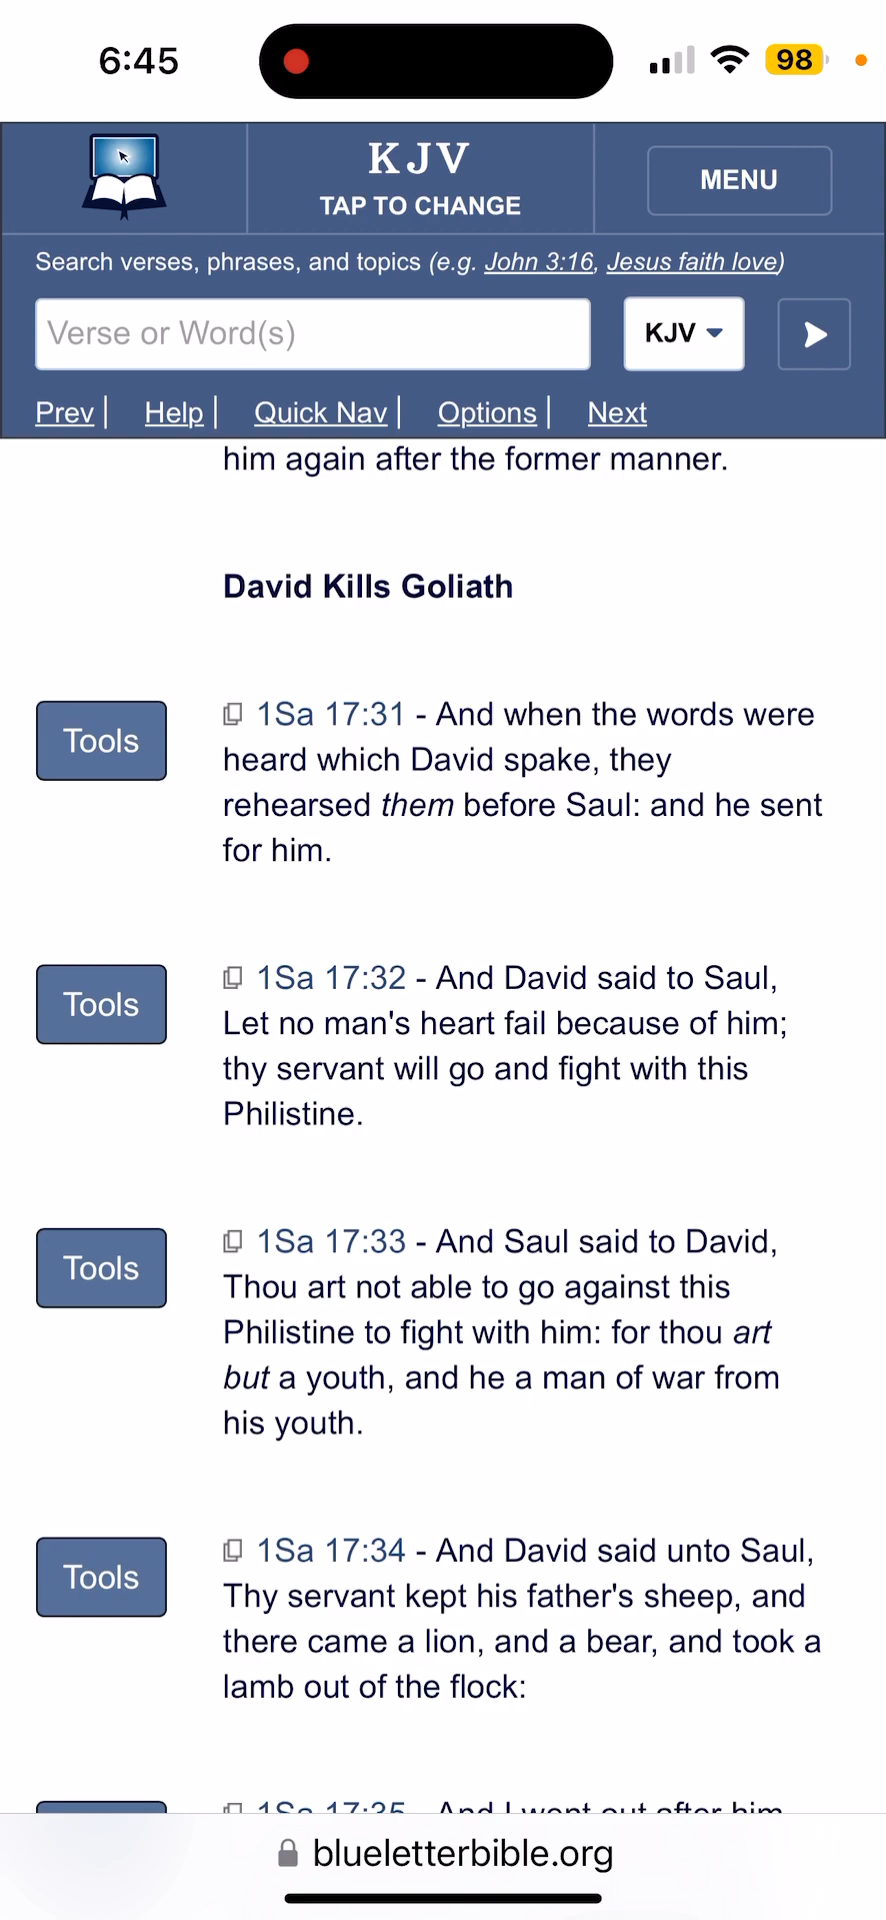 6:45
98
KJV
TAP TO CHANGE
MENU
Search verses, phrases, and topics (e.g. John 3:16, Jesus faith love)
Verse or Word(s)
KJV
Prev | Help | Quick Nav | Options | Next
him again after the former manner.
David Kills Goliath
Tools
1Sa 17:31 - And when the words were
heard which David spake, they
rehearsed them before Saul: and he sent
for him.
Tools
1Sa 17:32 - And David said to Saul,
Let no man's heart fail because of him;
thy servant will go and fight with this
Philistine.
Tools
1Sa 17:33 - And Saul said to David,
Thou art not able to go against this
Philistine to fight with him: for thou art
but a youth, and he a man of war from
his youth.
Tools
1Sa 17:34 - And David said unto Saul,
Thy servant kept his father's sheep, and
there came a lion, and a bear, and took a
lamb out of the flock:
1Sa 17:35 - And I went out after him
blueletterbible.org